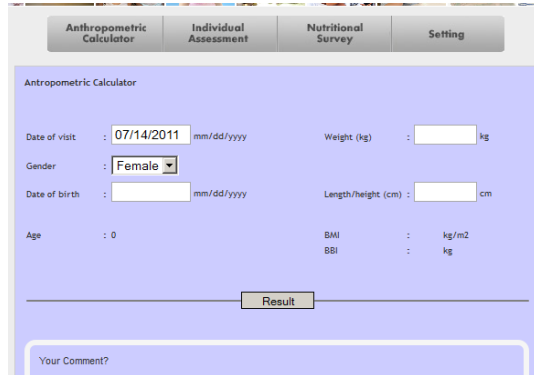 Anthropometric Calculator
Individual Assessment
Nutritional Survey
Setting
Antropometric Calculator
Date of visit : 07/14/2011 mm/dd/yyyy Weight (kg) : kg
Gender : Female
Date of birth : mm/dd/yyyy Length/height (cm) : cm
Age : 0 BMI : kg/m2
BBI : kg
Result
Your Comment?